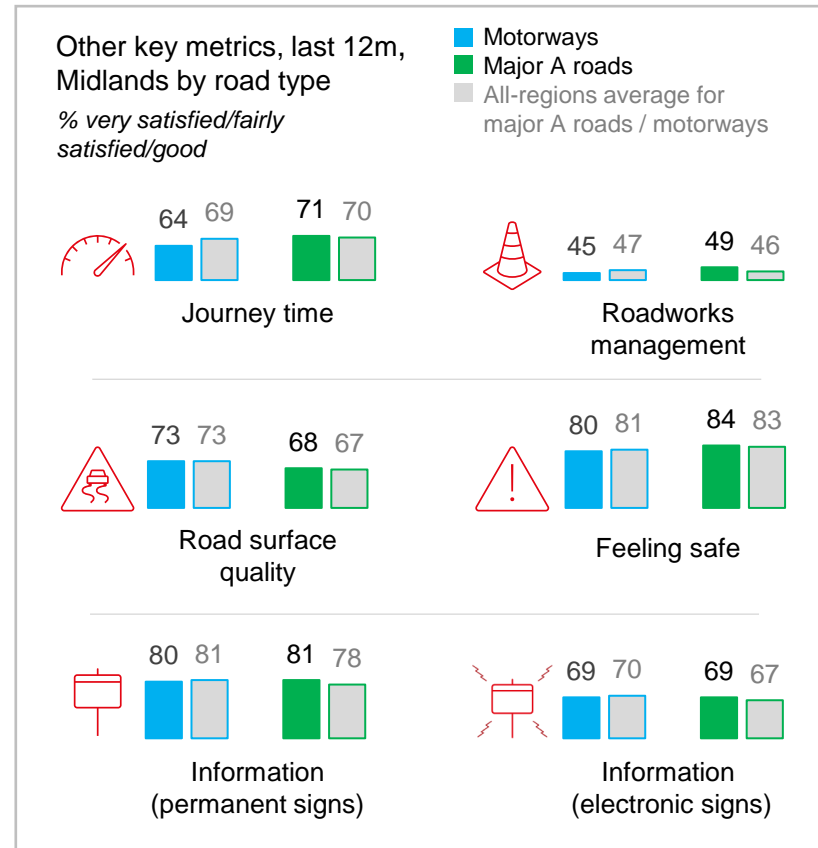 Other key metrics, last 12m,
Midlands by road type
% very satisfied/fairly
satisfied/good
Motorways
Major A roads
All-regions average for
major A roads / motorways
64 69 71 70
Journey time
45 47 49 46
Roadworks
management
73 73 68 67
Road surface
quality
80 81 84 83
Feeling safe
80 81 81 78
Information
(permanent signs)
69 70 69 67
Information
(electronic signs)